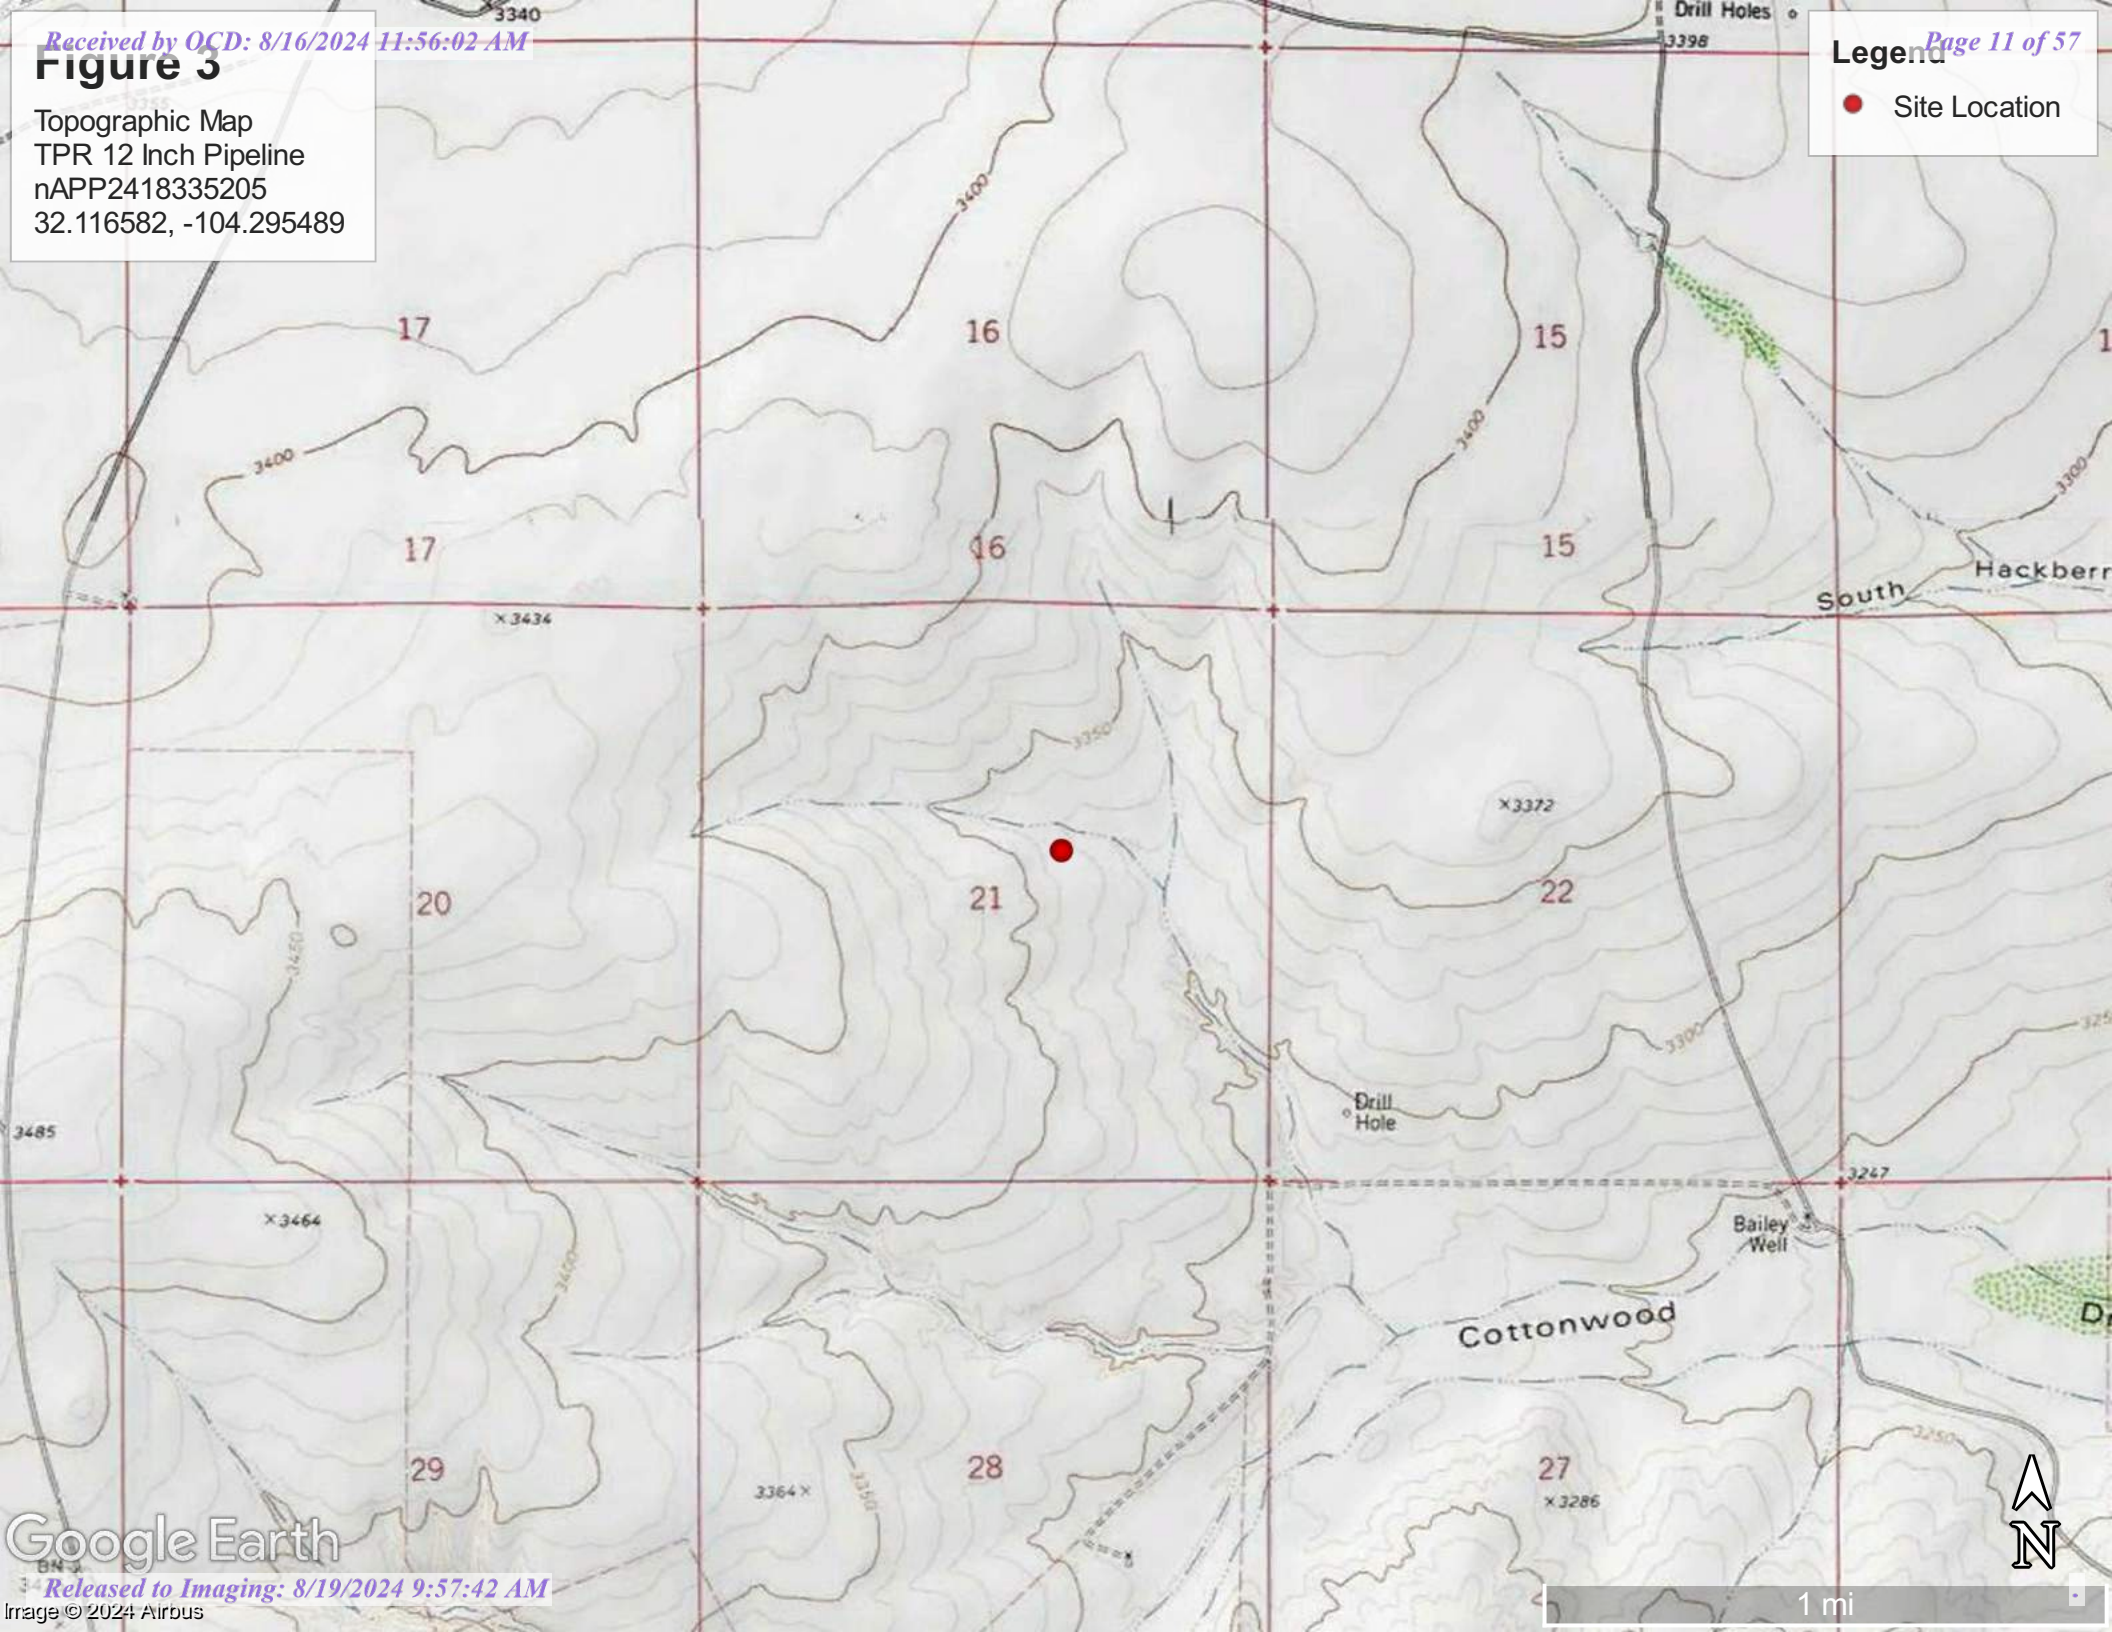 3340
Drill Holes
Received by OCD: 8/16/2024 11:56:02 AM
Page 11 of 57
3398
Figure 3
Legend
3355
Site Location
Topographic Map
TPR 12 Inch Pipeline
nAPP2418335205
32.116582, -104.295489
3400
17
16
15
3400
3400
3300
17
16
15
Hackberr
South
3434
3350
3372
20
21
22
3450
3250
3300
Drill
Hole
3485
3247
3464
Bailey
Well
3400
Cottonwood
Dr
3250
29
28
27
3364
3350
3286
Google Earth
N
Released to Imaging: 8/19/2024 9:57:42 AM
Image © 2024 Airbus
1 mi